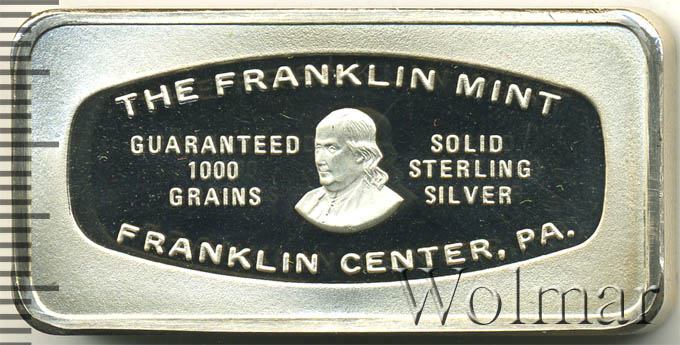 THE FRANKLIN MINT
GUARANTEED
1000
GRAINS
SOLID
STERLING
SILVER
FRANKLIN CENTER, PA.
Wolmar